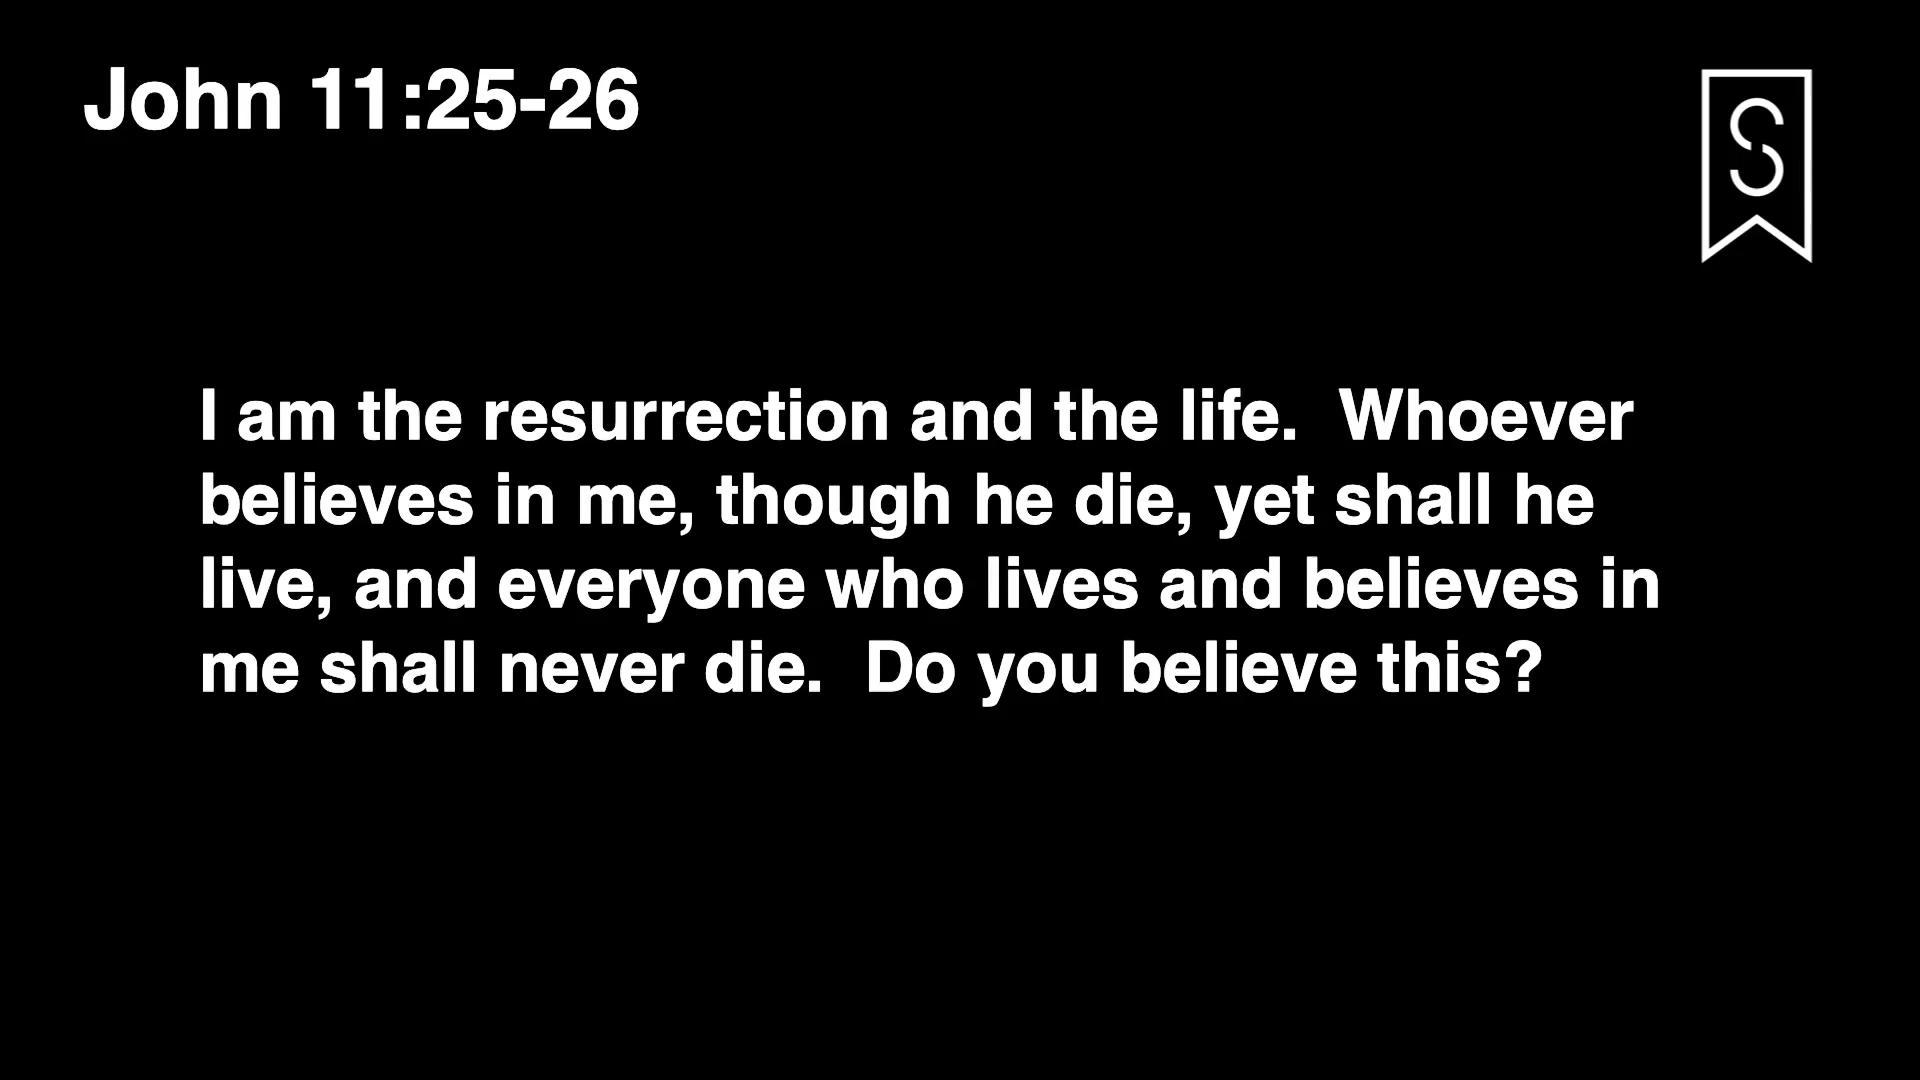 John 11:25-26
S
I am the resurrection and the life.  Whoever
believes in me, though he die, yet shall he
live, and everyone who lives and believes in
me shall never die.  Do you believe this?